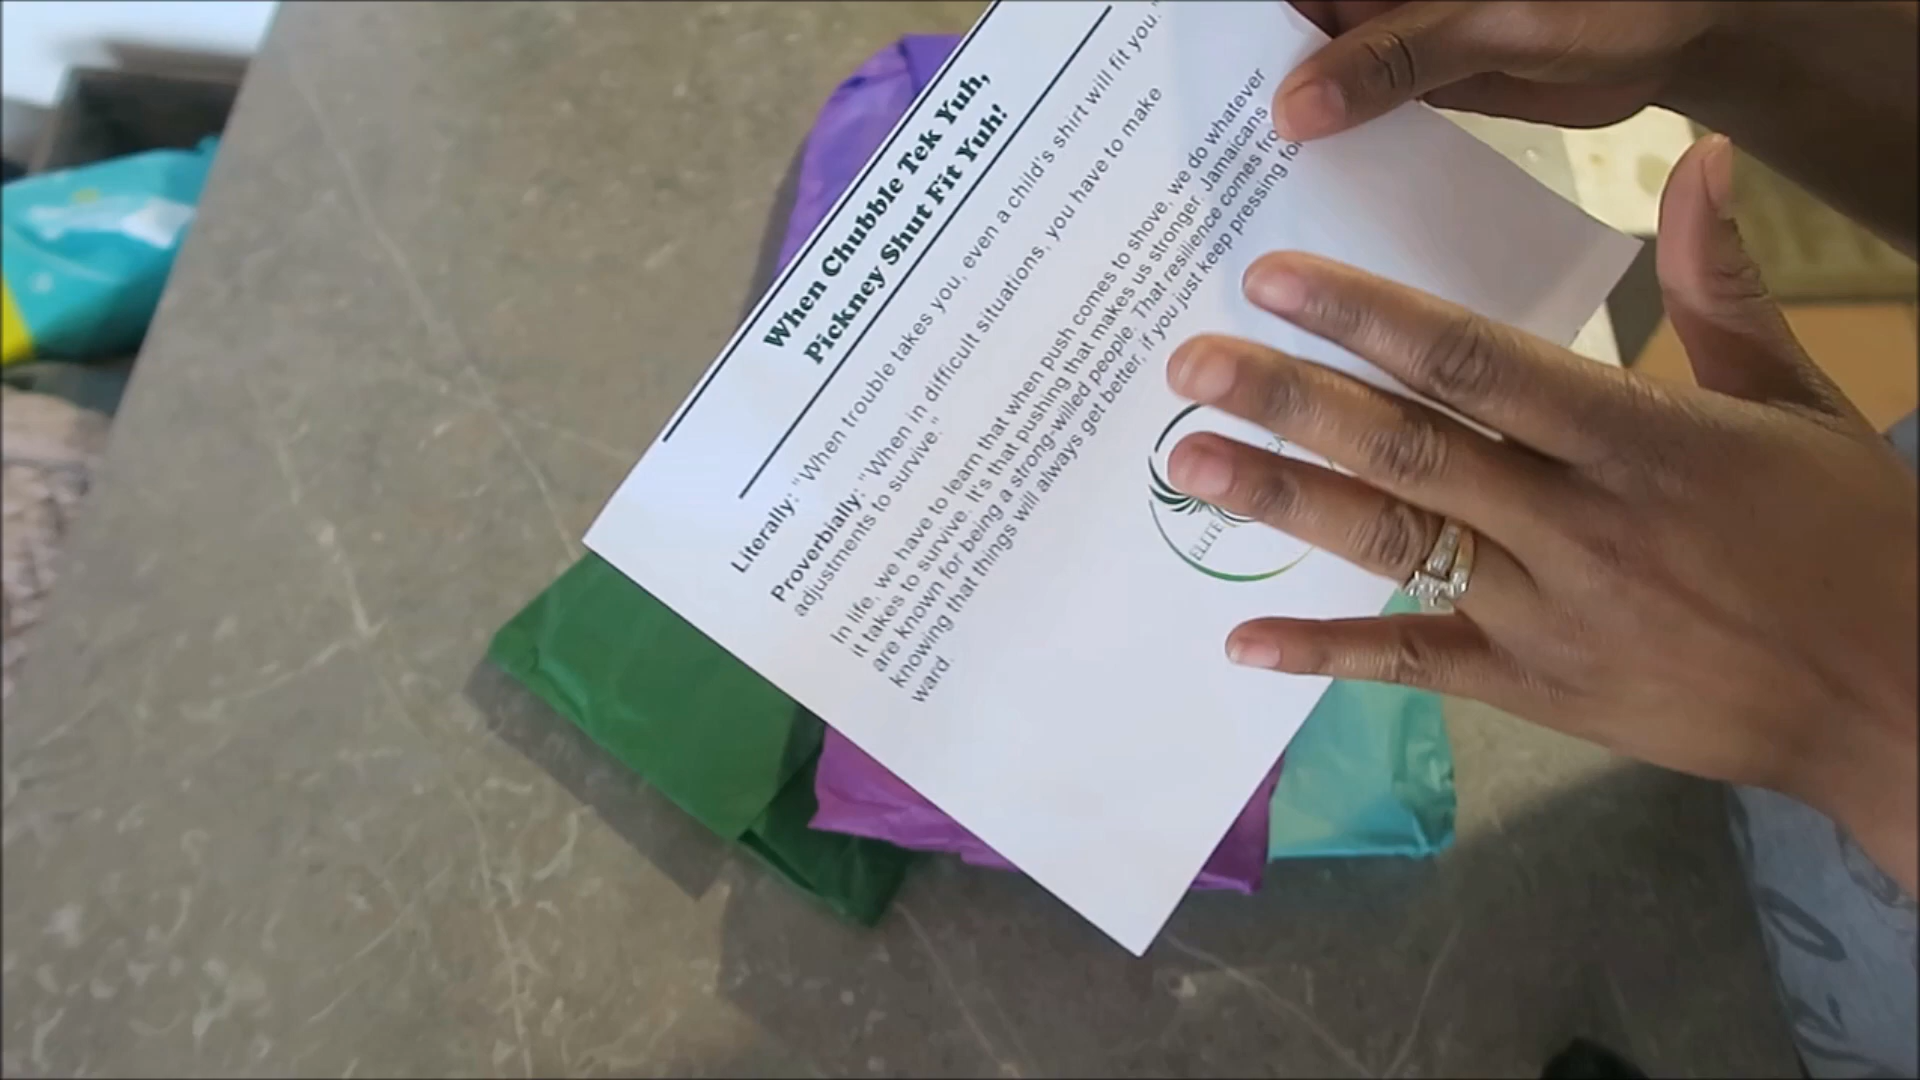 When Chubble Tek Yuh,
Pickney Shut Fit Yuh!
Literally: "When trouble takes you, even a child's shirt will fit you."
Proverbially: "When in difficult situations, you have to make
adjustments to survive."
In life, we have to learn that when push comes to shove, we do whatever
it takes to survive. It's that pushing that makes us stronger. Jamaicans
are known for being a strong-willed people. That resilience comes
knowing that things will always get better, if you just keep pressing
ward.
ELITE